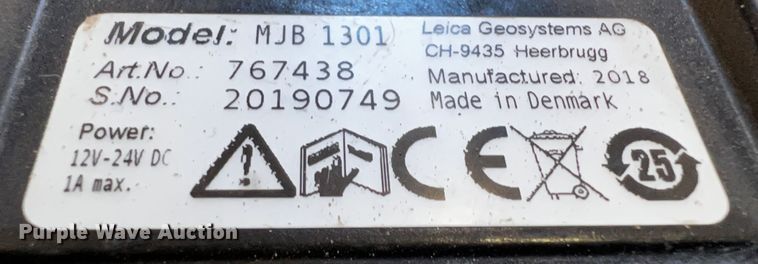 Model: MJB 1301
Art.No.: 767438
S.No.: 20190749
Power:
12V-24V DC
1A max.
Leica Geosystems AG
CH-9435 Heerbrugg
Manufactured: 2018
Made in Denmark
CE
25
Purple Wave Auction